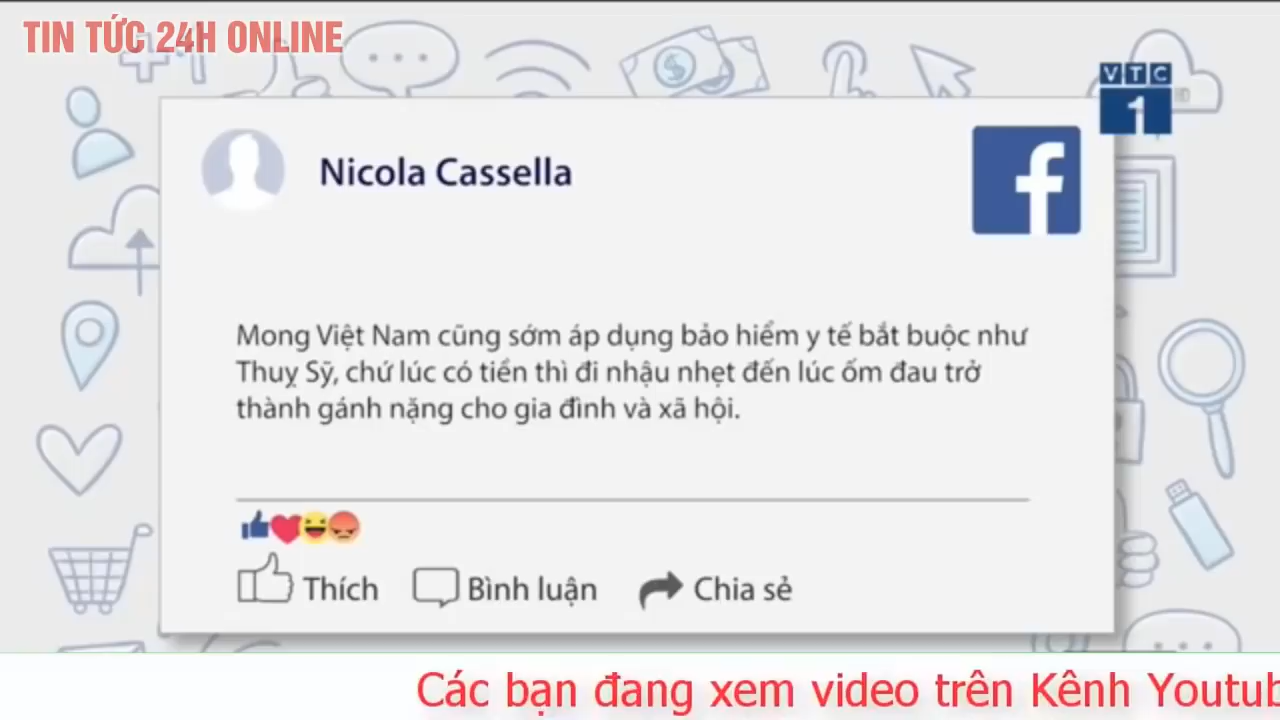 TIN TỨC 24H ONLINE
VTC
1
Nicola Cassella
f
Mong Việt Nam cũng sớm áp dụng bảo hiểm y tế bắt buộc như
Thuỵ Sỹ, chứ lúc có tiền thì đi nhậu nhẹt đến lúc ốm đau trở
thành gánh nặng cho gia đình và xã hội.
Thích Bình luận Chia sẻ
Các bạn đang xem video trên Kênh Youtub